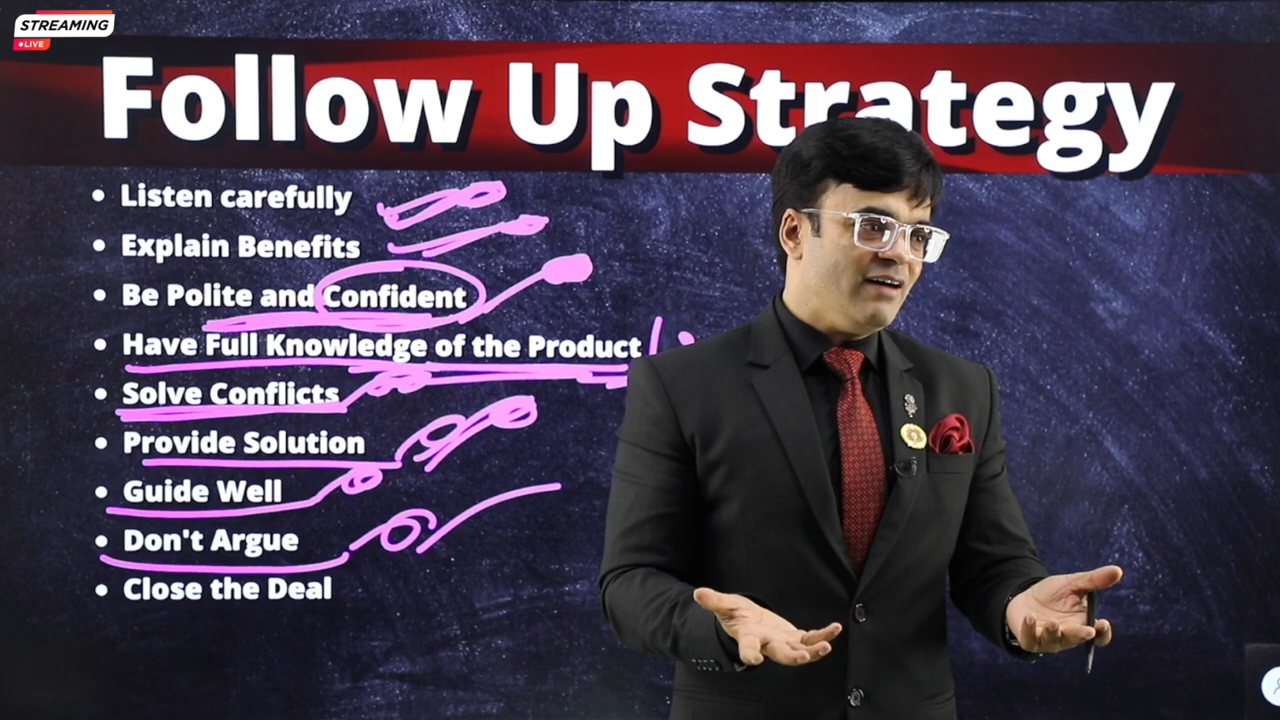 STREAMING
LIVE
Follow Up Strategy
• Listen carefully
• Explain Benefits
• Be Polite and Confident
• Have Full Knowledge of the Product
• Solve Conflicts
• Provide Solution
• Guide Well
• Don't Argue
• Close the Deal